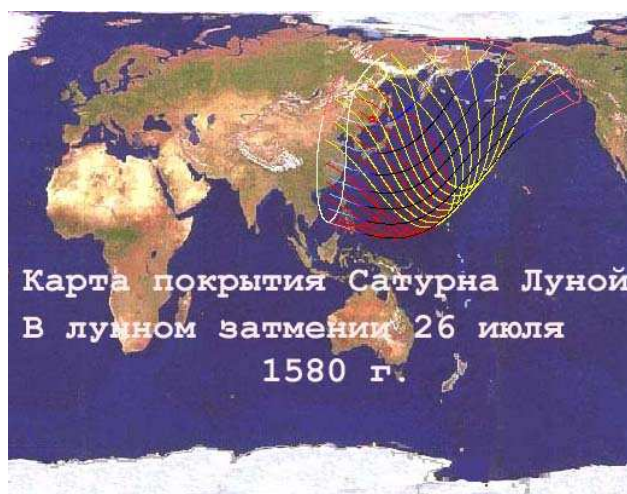 Карта покрытия Сатурна Луной
В лунном затмении 26 июля
1580 г.